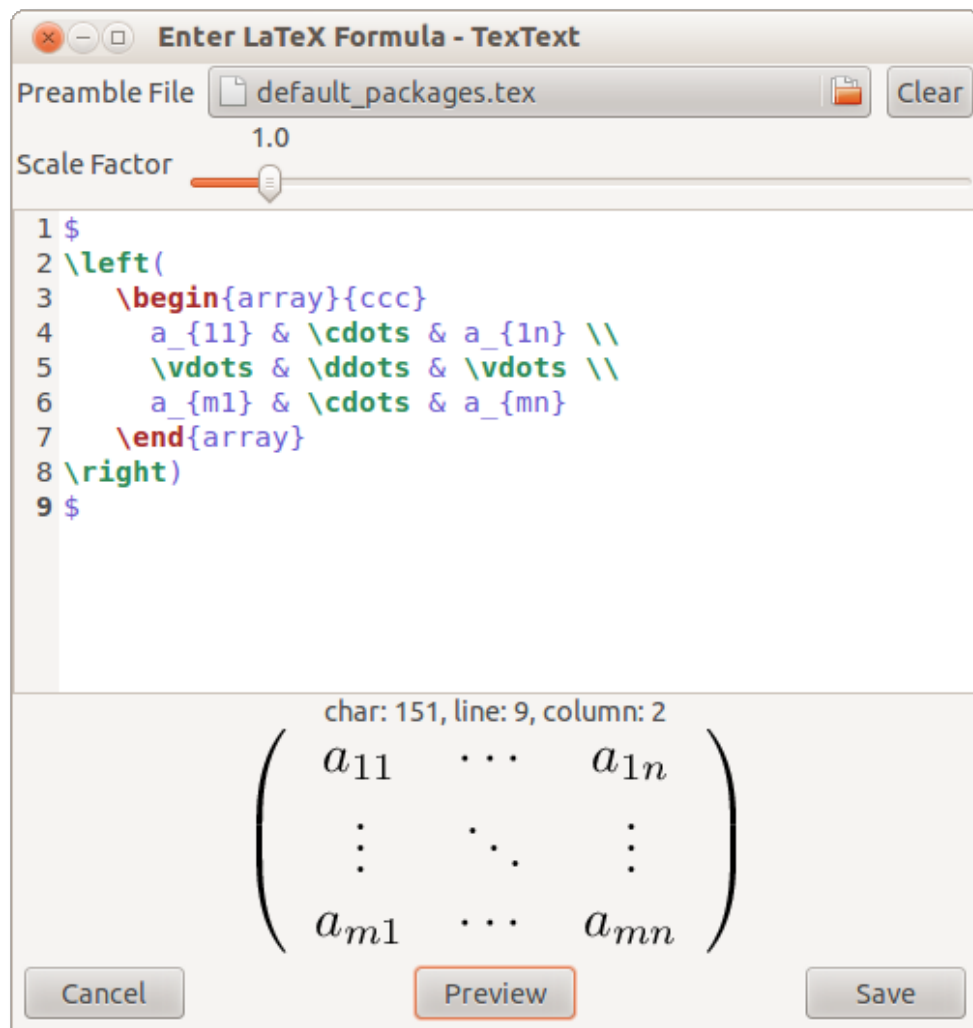 Enter LaTeX Formula - TexText
Preamble File default_packages.tex Clear
1.0
Scale Factor
1 $
2 \left(
3    \begin{array}{ccc}
4      a_{11} & \cdots & a_{1n} \\
5      \vdots & \ddots & \vdots \\
6      a_{m1} & \cdots & a_{mn}
7    \end{array}
8 \right)
9 $
char: 151, line: 9, column: 2
( a₁₁ ⋯ a₁ₙ
⋮ ⋱ ⋮
aₘ₁ ⋯ aₘₙ )
Cancel Preview Save